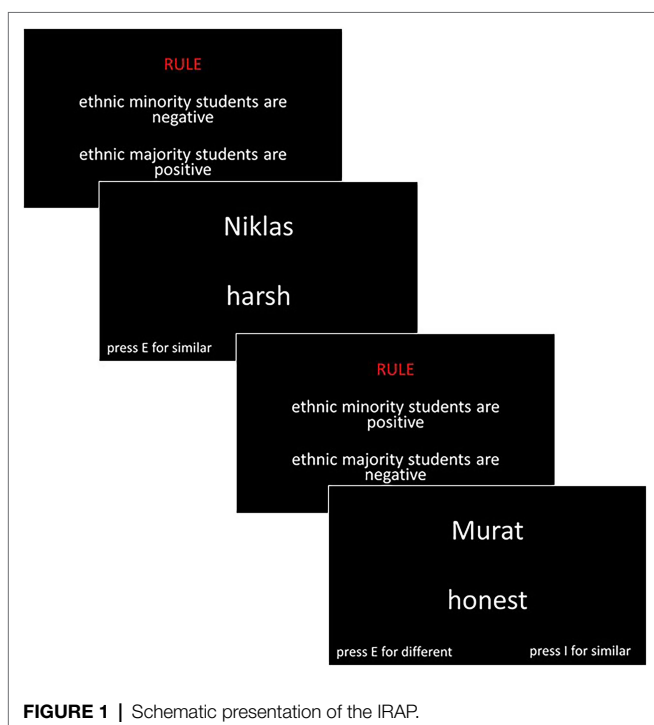 RULE
ethnic minority students are
negative
ethnic majority students are
positive
Niklas
harsh
press E for similar
RULE
ethnic minority students are
positive
ethnic majority students are
negative
Murat
honest
press E for different press I for similar
FIGURE 1 | Schematic presentation of the IRAP.